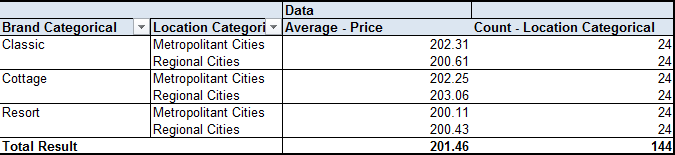 Data
Brand Categorical Location Categori Average - Price Count - Location Categorical
Classic Metropolitant Cities 202.31 24
Regional Cities 200.61 24
Cottage Metropolitant Cities 202.25 24
Regional Cities 203.06 24
Resort Metropolitant Cities 200.11 24
Regional Cities 200.43 24
Total Result 201.46 144